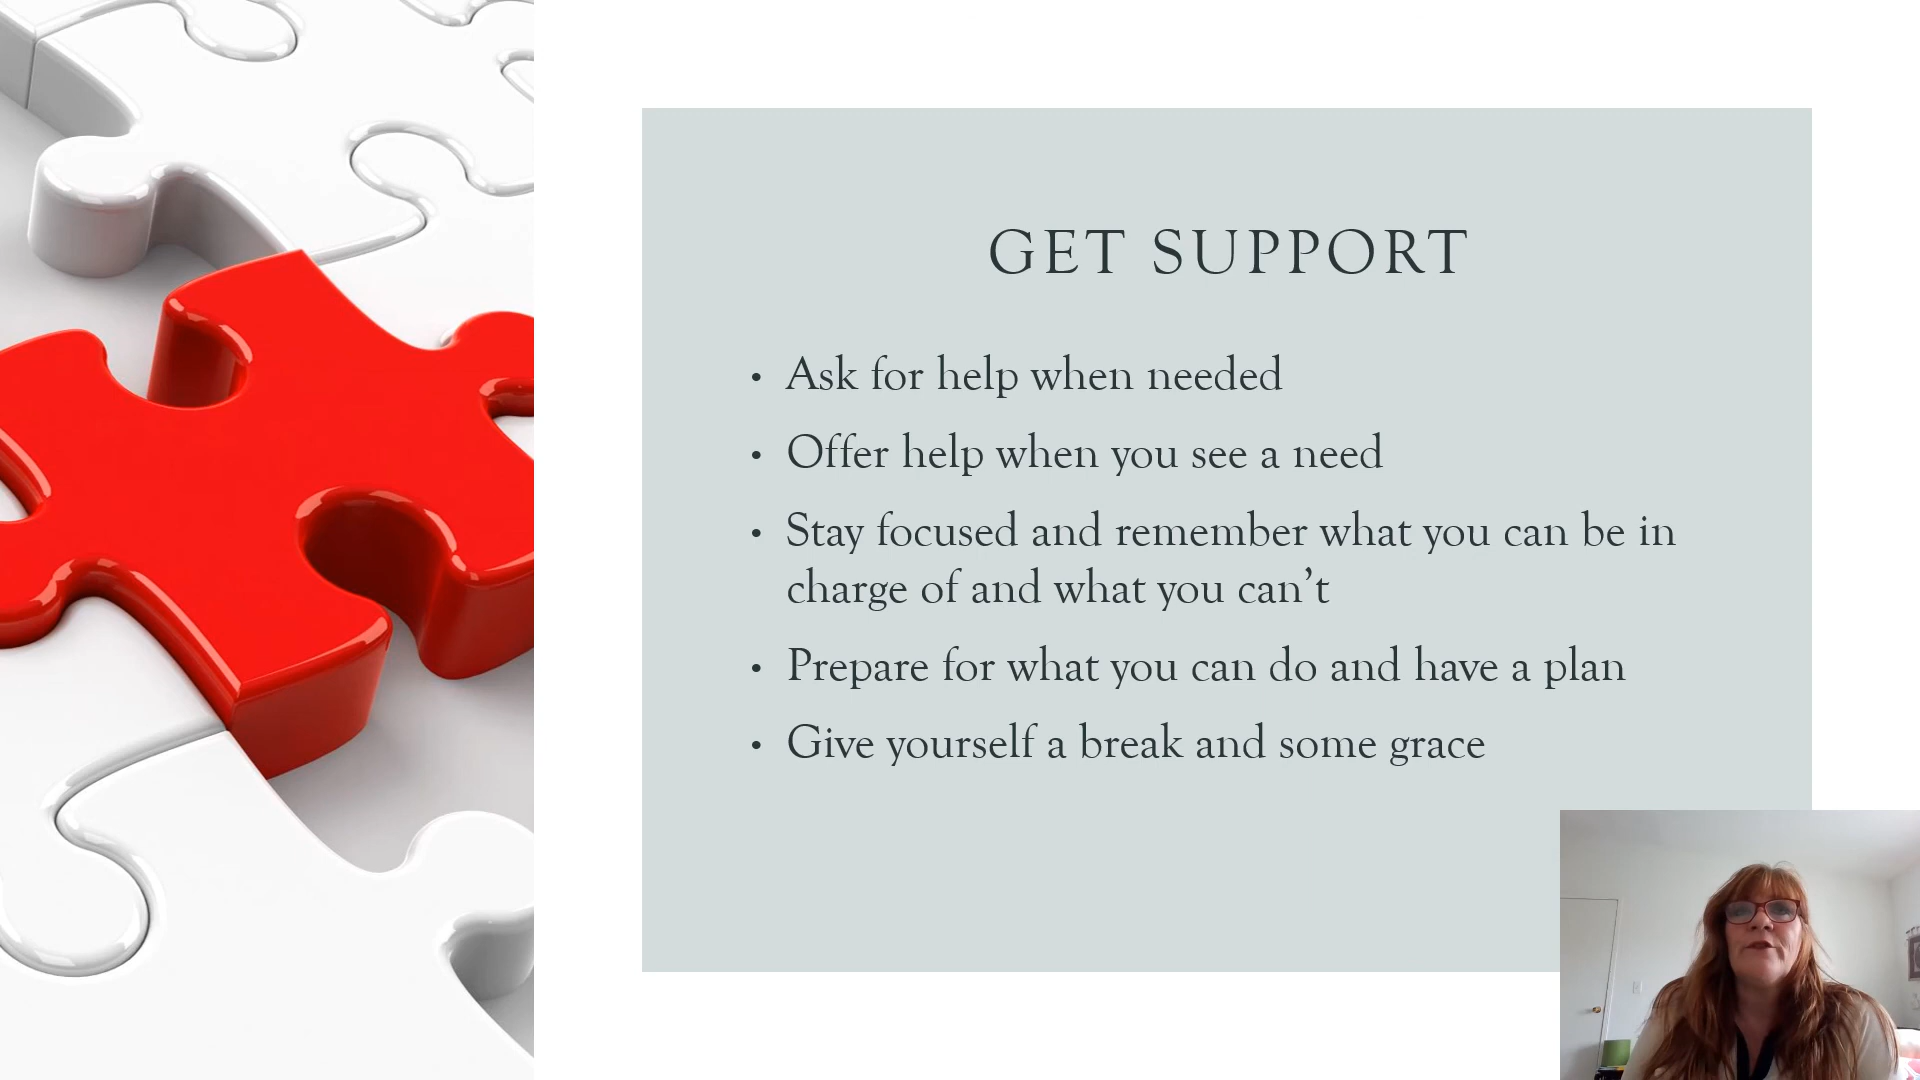 GET SUPPORT
• Ask for help when needed
• Offer help when you see a need
• Stay focused and remember what you can be in
charge of and what you can’t
• Prepare for what you can do and have a plan
• Give yourself a break and some grace